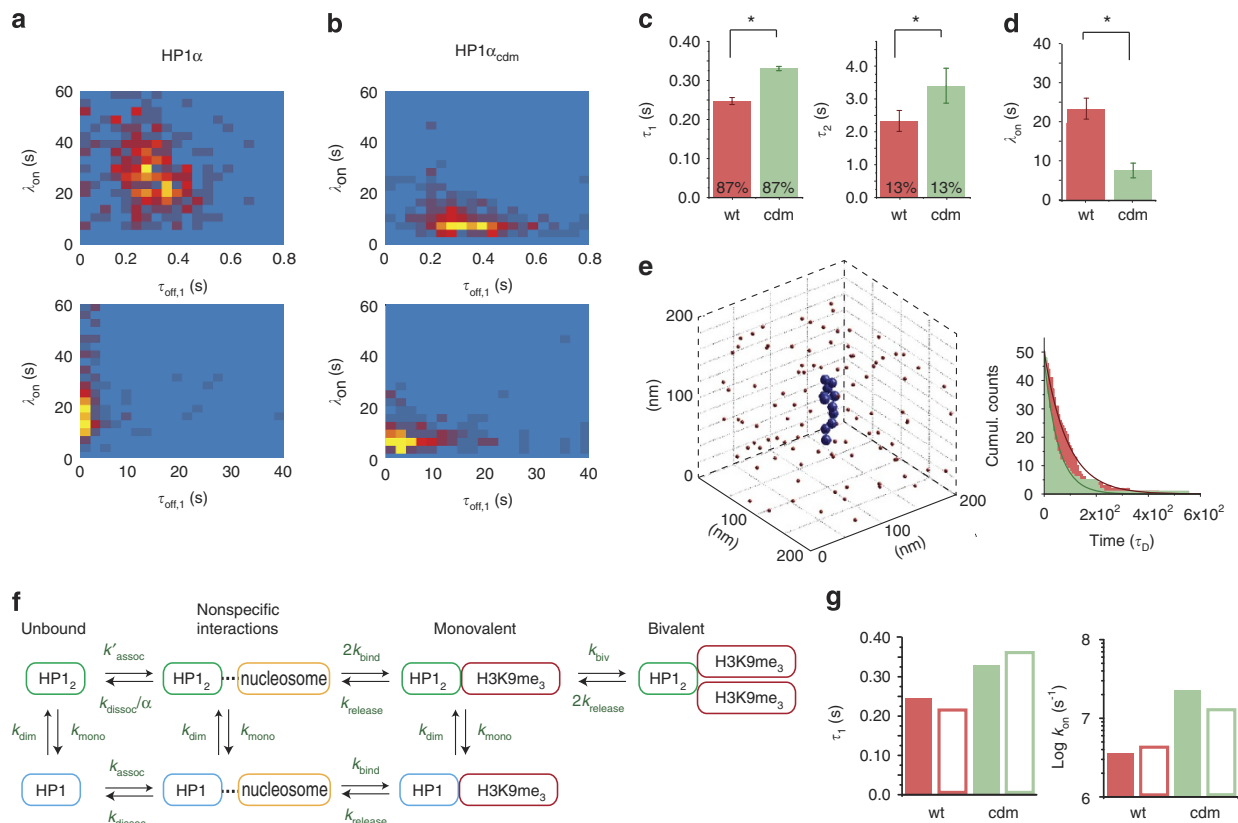 a
HP1α
λon (s)
60
40
20
0
0
0.2
0.4
0.6
0.8
τoff,1 (s)
λon (s)
60
40
20
0
0
10
20
30
40
τoff,1 (s)
b
HP1αcdm
λon (s)
60
40
20
0
0.2
0.4
0.6
0.8
τoff,1 (s)
λon (s)
60
40
20
0
0
10
20
30
40
τoff,1 (s)
c
*
τ1 (s)
0.40
0.30
0.20
0.10
0.00
87%
87%
wt
cdm
*
τ2 (s)
4.0
3.0
2.0
1.0
0.0
13%
13%
wt
cdm
d
*
λon (s)
40
30
20
10
0
wt
cdm
e
200
(nm)
100
0
100
(nm)
200
0
(nm)
100
200
Cumul. counts
50
40
30
20
10
0
0
2×10²
6×10²
Time (τD)
f
Unbound
Nonspecific
interactions
Monovalent
Bivalent
HP1₂
k′assoc
kdissoc/α
HP1₂
nucleosome
2kbind
krelease
HP1₂
H3K9me₃
kbiv
2krelease
HP1₂
H3K9me₃
H3K9me₃
kdim
kmono
kdim
kmono
kdim
kmono
HP1
kassoc
kdissoc
HP1
nucleosome
kbind
krelease
HP1
H3K9me₃
g
τ1 (s)
0.40
0.30
0.20
0.10
0.0
wt
cdm
Log kon (s⁻¹)
8
7
6
wt
cdm